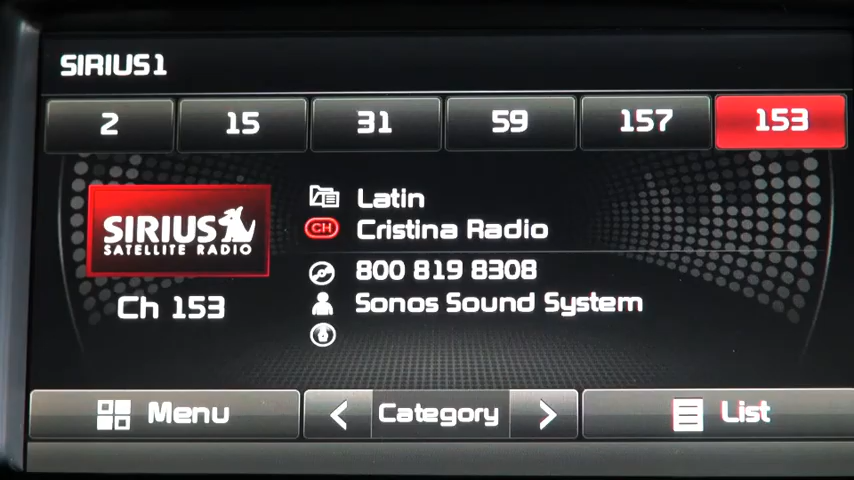 SIRIUS1
2 15 31 59 157 153
Latin
CH Cristina Radio
SIRIUS
SATELLITE RADIO
800 819 8308
Ch 153
Sonos Sound System
Menu < Category > List